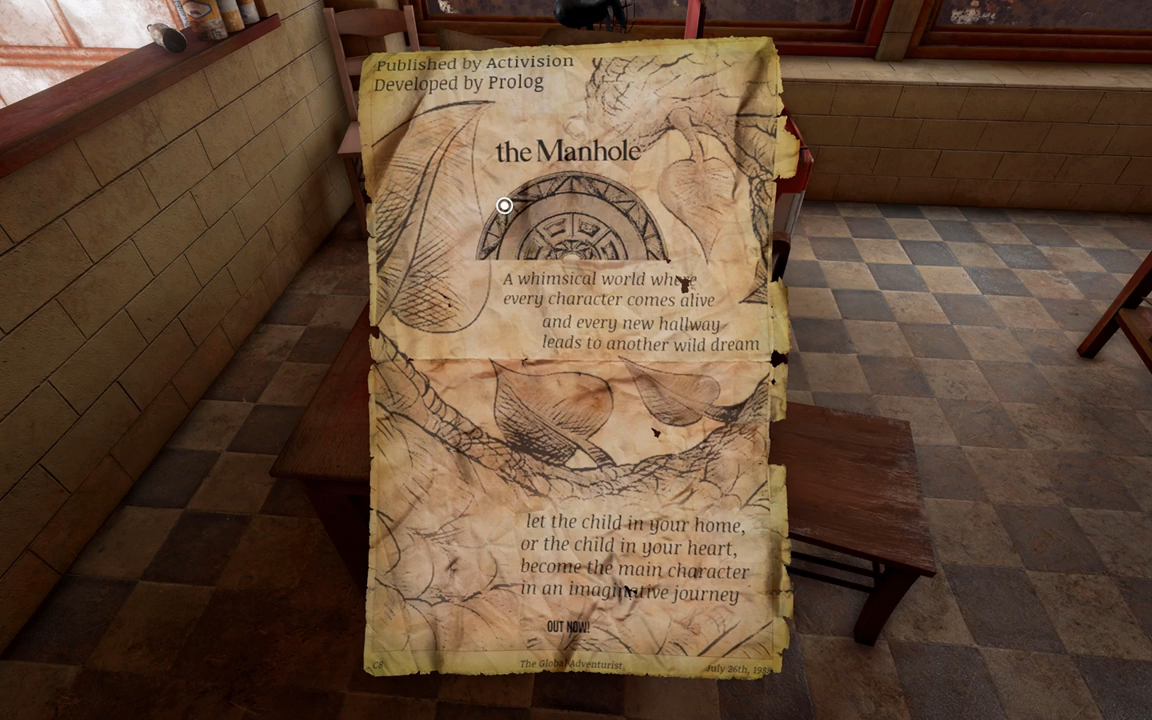 Published by Activision
Developed by Prolog
the Manhole
A whimsical world where
every character comes alive
and every new hallway
leads to another wild dream
let the child in your home,
or the child in your heart,
become the main character
in an imaginative journey
OUT NOW!
C8
The Global Adventurist
July 26th,